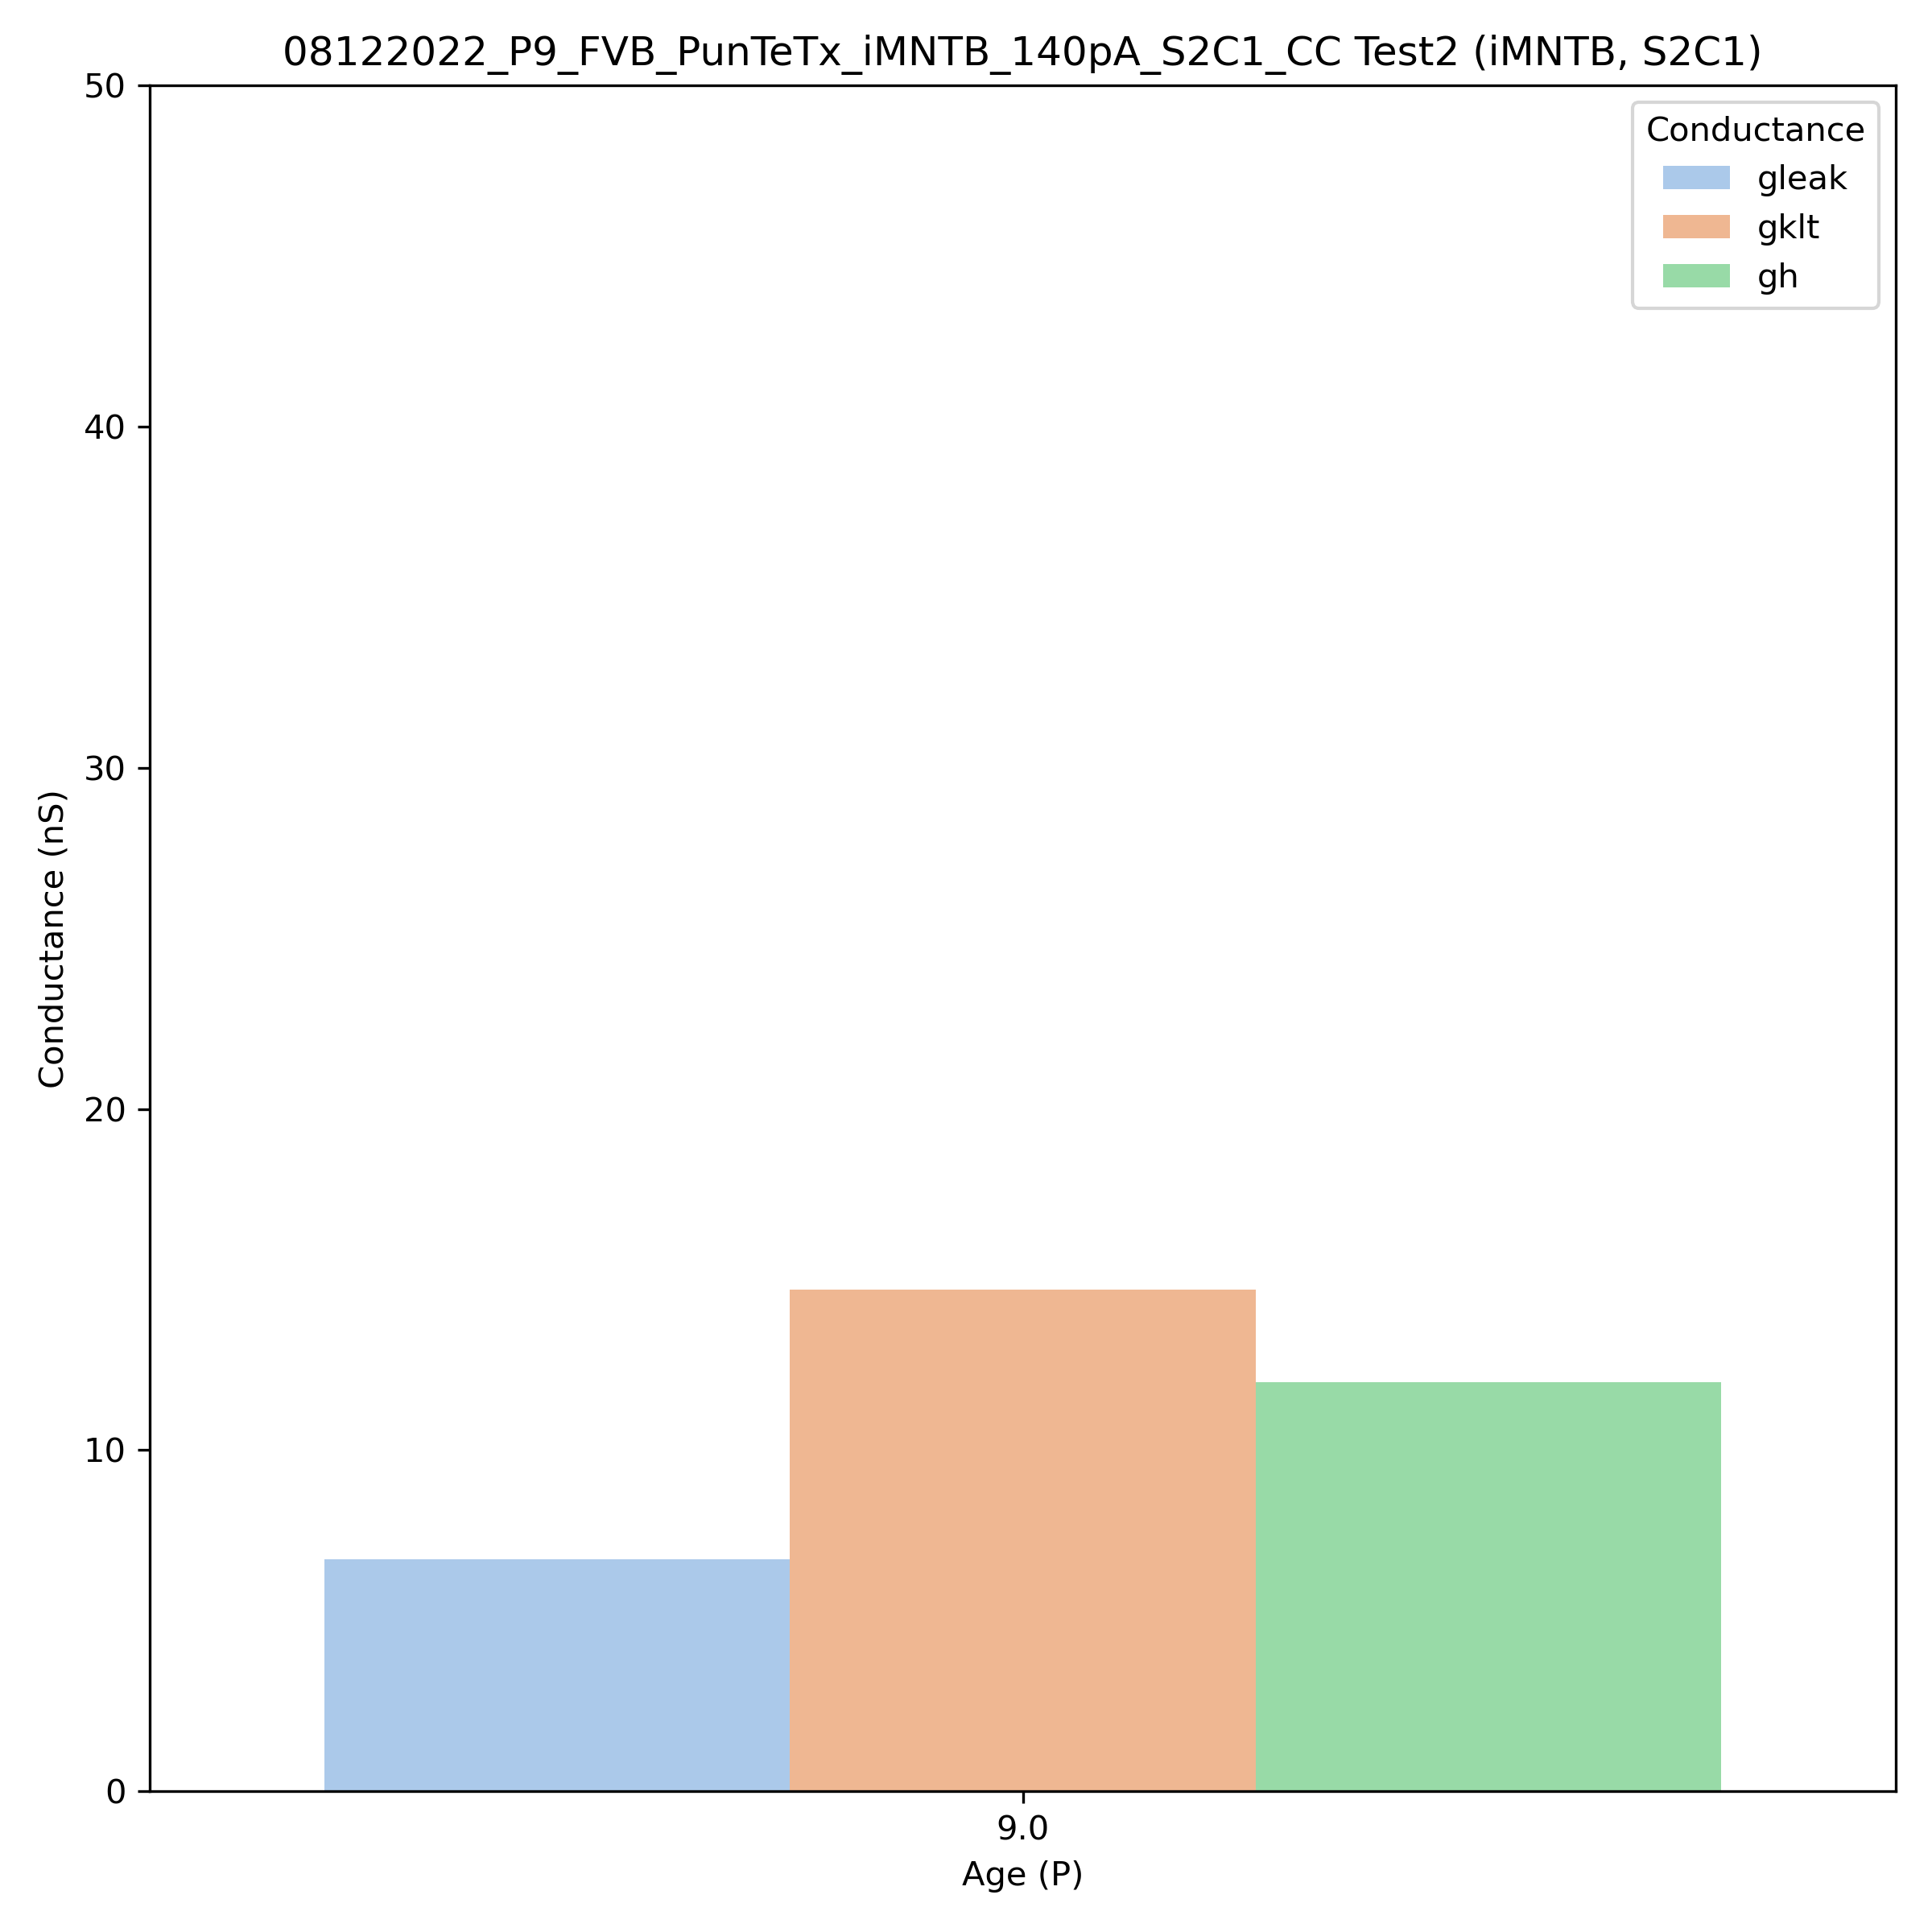 08122022_P9_FVB_PunTeTx_iMNTB_140pA_S2C1_CC Test2 (iMNTB, S2C1)
Conductance
gleak
gklt
gh
50
40
30
20
10
0
Conductance (nS)
9.0
Age (P)